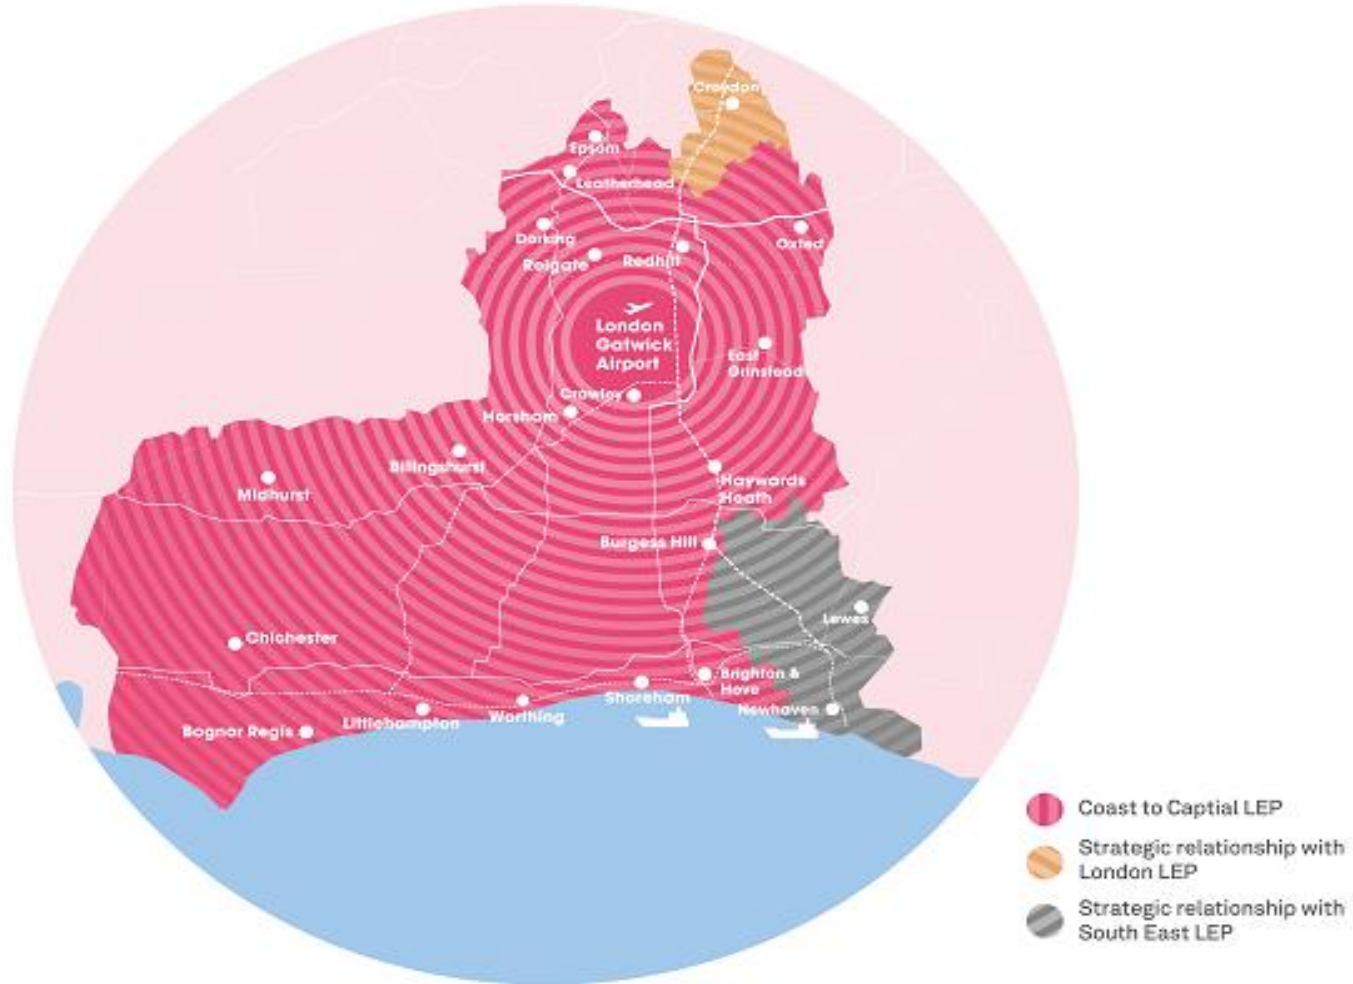 Croydon
Epsom
Leatherhead
Dorking
Reigate
Redhill
Oxted
London
Gatwick
Airport
East
Grinstead
Crawley
Horsham
Billingshurst
Midhurst
Haywards
Heath
Burgess Hill
Lewes
Chichester
Brighton &
Hove
Shoreham
Newhaven
Worthing
Littlehampton
Bognor Regis
Coast to Captial LEP
Strategic relationship with
London LEP
Strategic relationship with
South East LEP